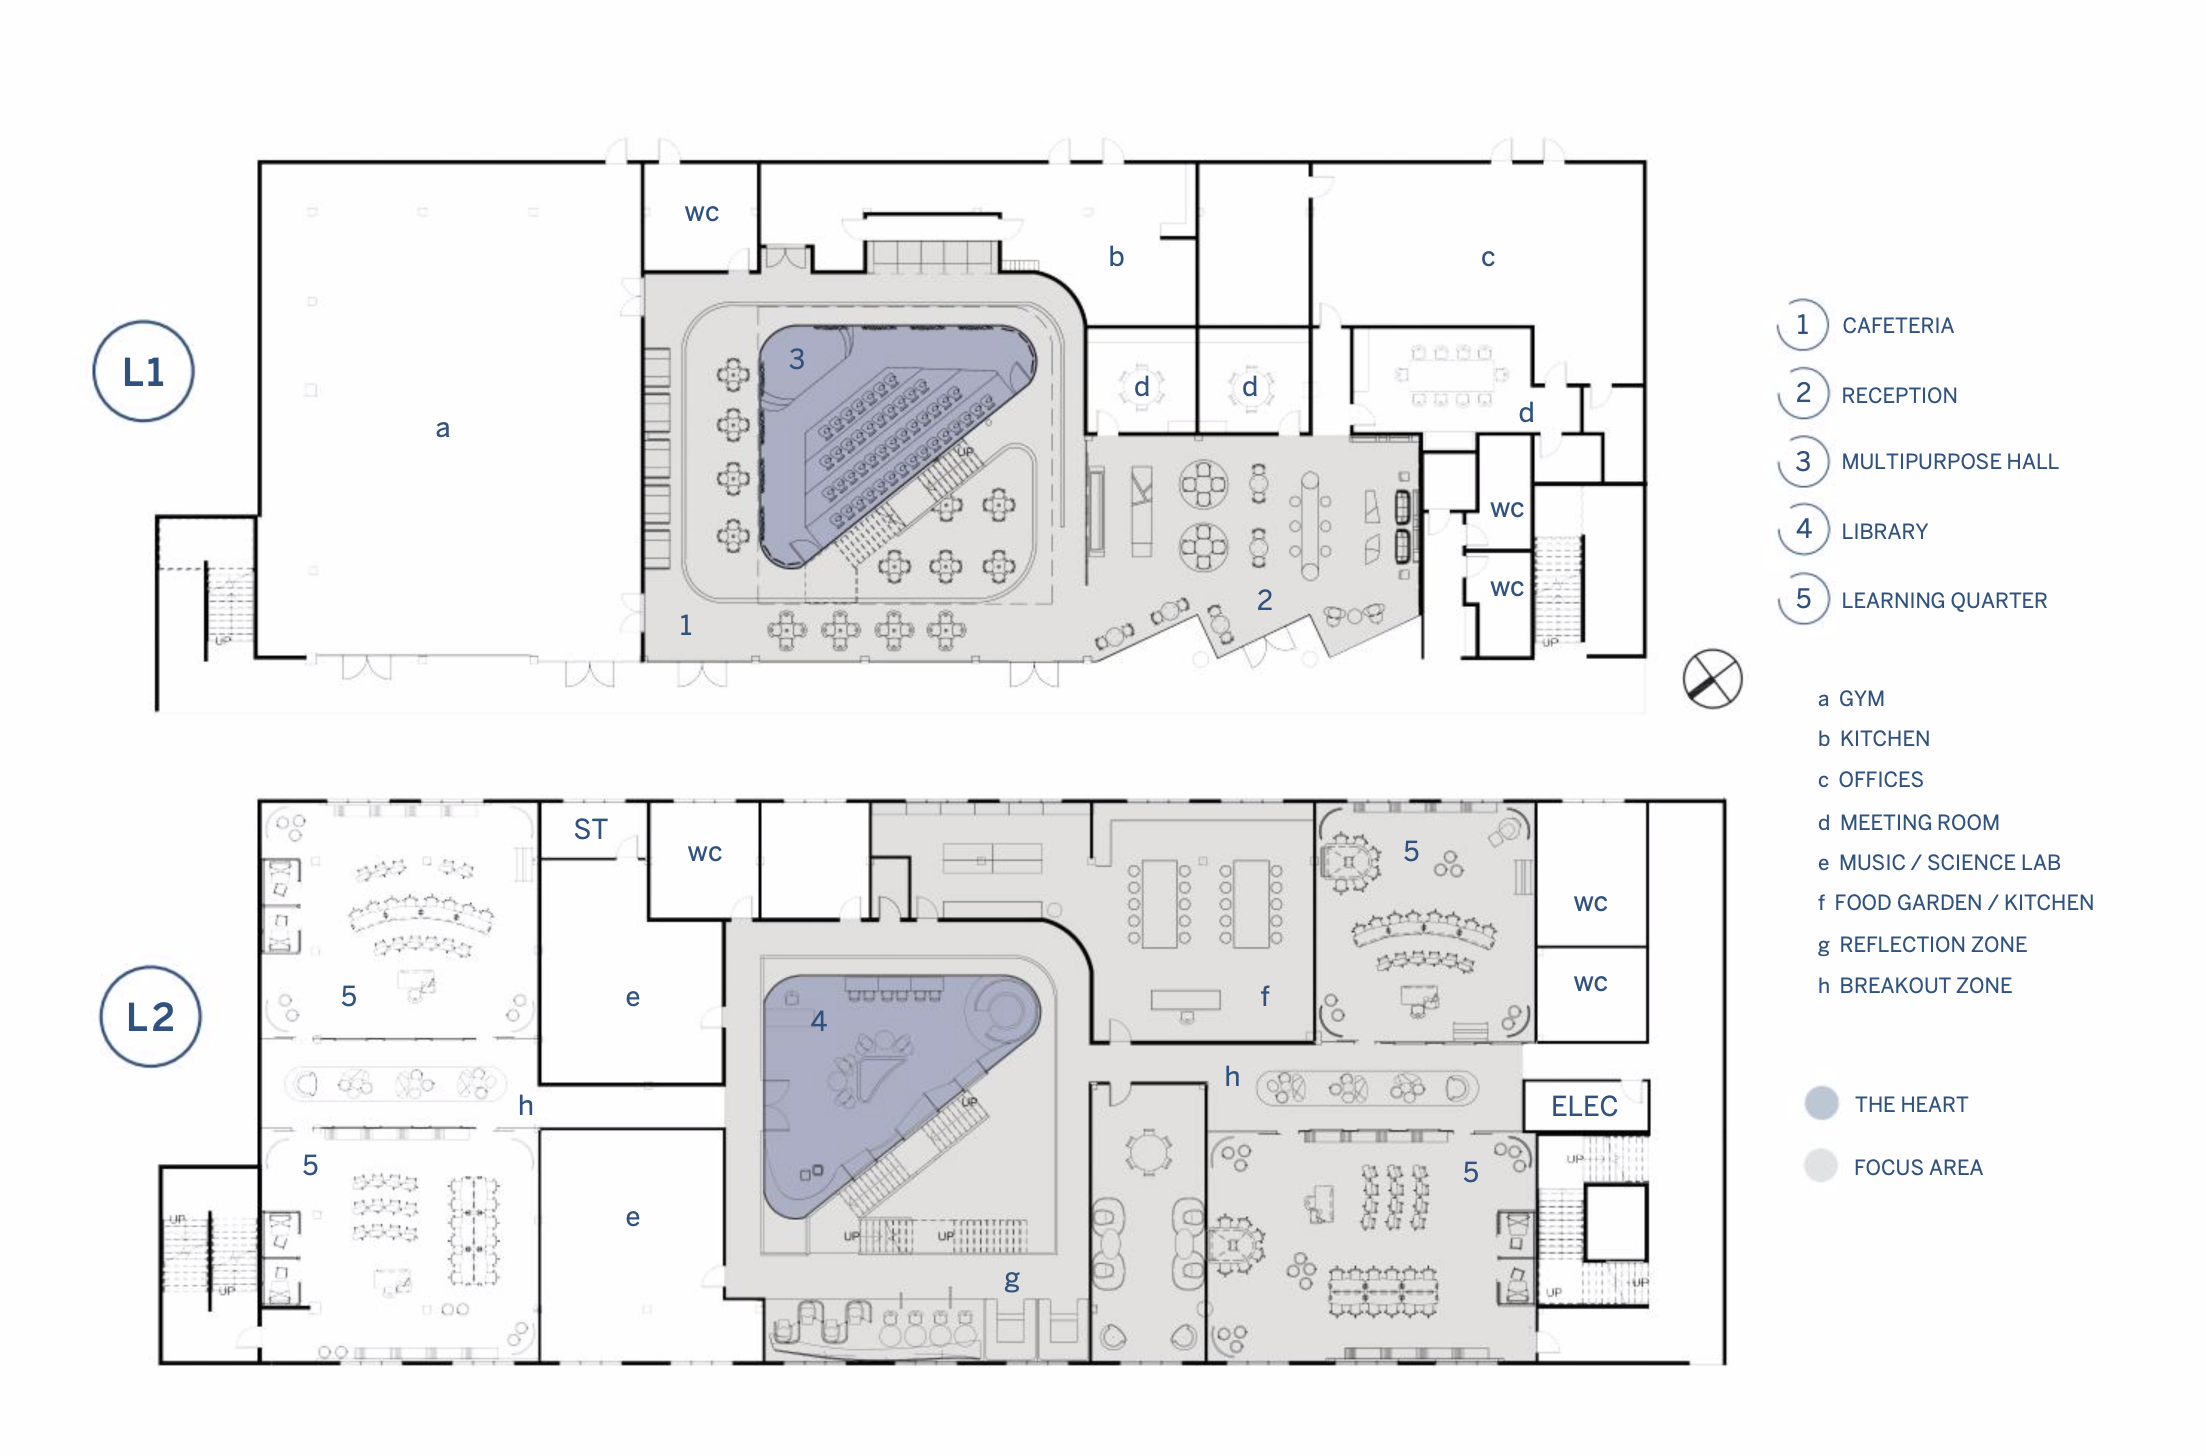 L1
a
wc
b
c
3
d
d
d
UP
wc
wc
2
1
UP
UP
1 CAFETERIA
2 RECEPTION
3 MULTIPURPOSE HALL
4 LIBRARY
5 LEARNING QUARTER
a GYM
b KITCHEN
c OFFICES
d MEETING ROOM
e MUSIC / SCIENCE LAB
f FOOD GARDEN / KITCHEN
g REFLECTION ZONE
h BREAKOUT ZONE
THE HEART
FOCUS AREA
L2
ST
wc
5
wc
5
e
4
f
wc
h
h
UP
ELEC
5
5
UP
e
UP
UP
UP
g
UP
UP
UP